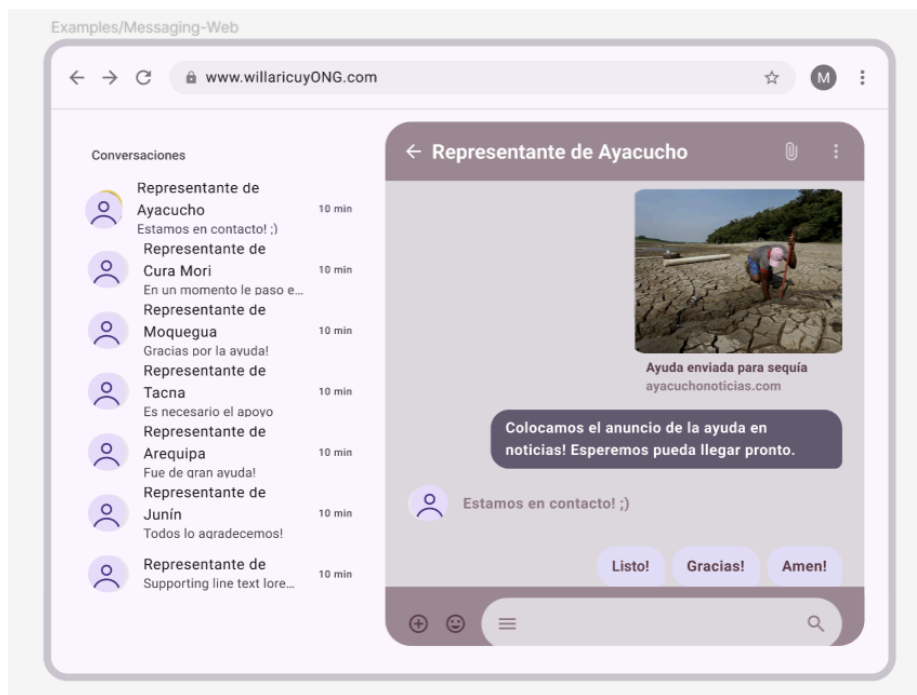 Examples/Messaging-Web
www.willaricuyONG.com
M
Conversaciones
Representante de
Ayacucho
10 min
Estamos en contacto! ;)
Representante de
Cura Mori
10 min
En un momento le paso e...
Representante de
Moquegua
10 min
Gracias por la ayuda!
Representante de
Tacna
10 min
Es necesario el apoyo
Representante de
Arequipa
10 min
Fue de gran ayuda!
Representante de
Junín
10 min
Todos lo agradecemos!
Representante de
10 min
Supporting line text lore...
Representante de Ayacucho
Ayuda enviada para sequía
ayacuchonoticias.com
Colocamos el anuncio de la ayuda en
noticias! Esperemos pueda llegar pronto.
Estamos en contacto! ;)
Listo!
Gracias!
Amen!